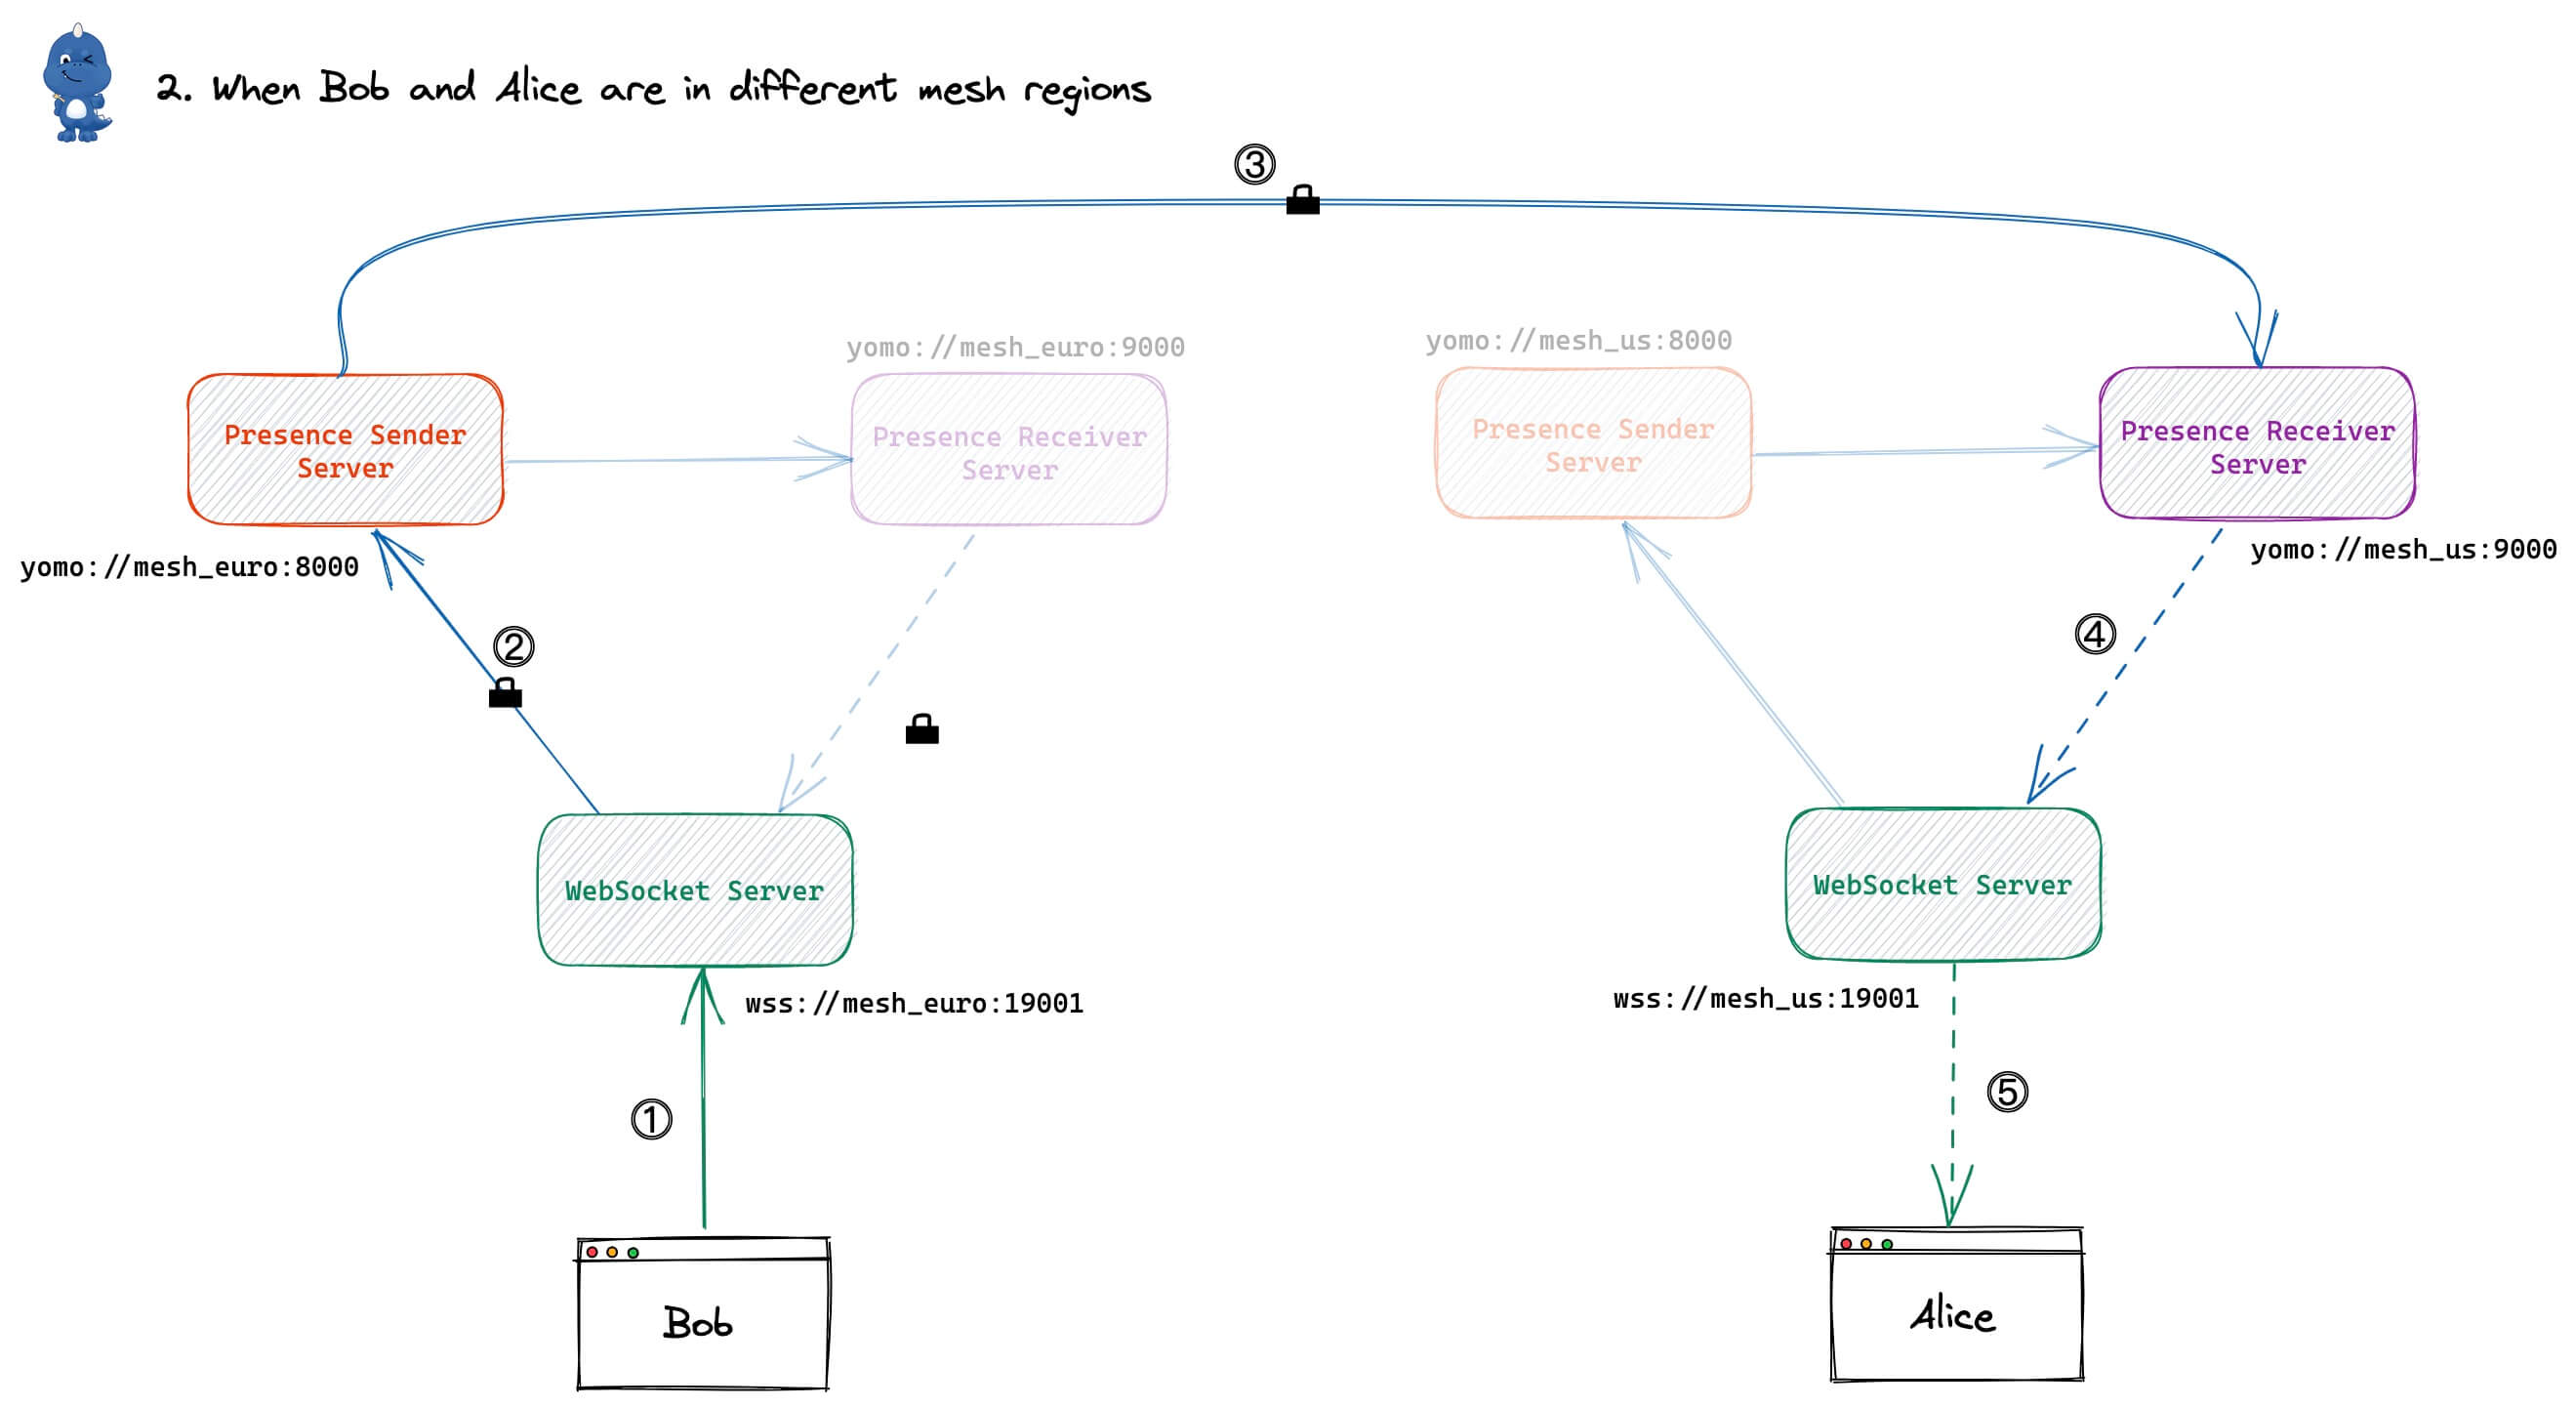 2. When Bob and Alice are in different mesh regions
③
yomo://mesh_euro:9000
yomo://mesh_us:8000
Presence Sender
Server
Presence Receiver
Server
Presence Sender
Server
Presence Receiver
Server
yomo://mesh_euro:8000
yomo://mesh_us:9000
②
④
WebSocket Server
WebSocket Server
wss://mesh_euro:19001
wss://mesh_us:19001
①
⑤
Bob
Alice